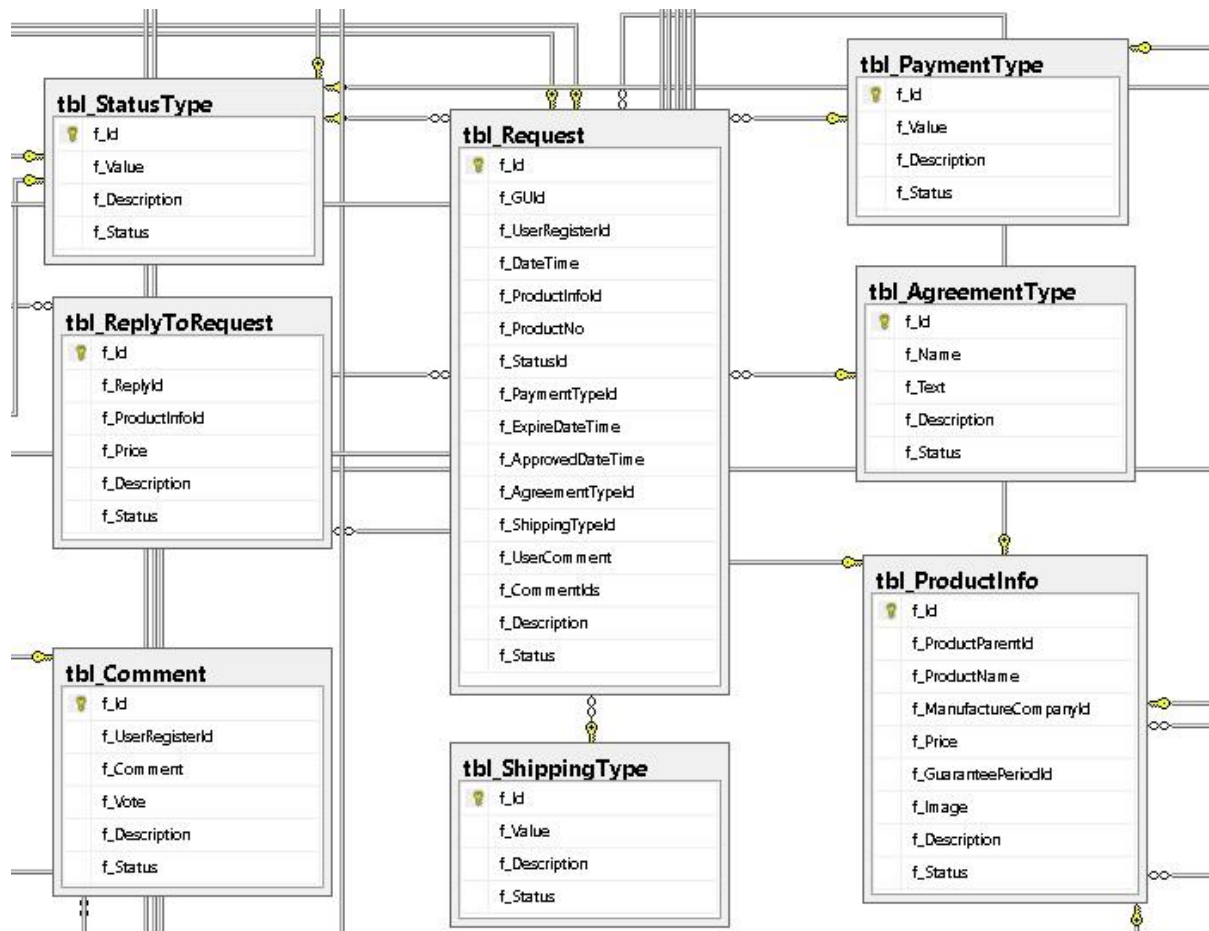 tbl_StatusType
f_Id
f_Value
f_Description
f_Status
tbl_ReplyToRequest
f_Id
f_ReplyId
f_ProductInfoId
f_Price
f_Description
f_Status
tbl_Comment
f_Id
f_UserRegisterId
f_Comment
f_Vote
f_Description
f_Status
tbl_Request
f_Id
f_GUId
f_UserRegisterId
f_DateTime
f_ProductInfoId
f_ProductNo
f_StatusId
f_PaymentTypeId
f_ExpireDateTime
f_ApprovedDateTime
f_AgreementTypeId
f_ShippingTypeId
f_UserComment
f_CommentIds
f_Description
f_Status
tbl_ShippingType
f_Id
f_Value
f_Description
f_Status
tbl_PaymentType
f_Id
f_Value
f_Description
f_Status
tbl_AgreementType
f_Id
f_Name
f_Text
f_Description
f_Status
tbl_ProductInfo
f_Id
f_ProductParentId
f_ProductName
f_ManufactureCompanyId
f_Price
f_GuaranteePeriodId
f_Image
f_Description
f_Status